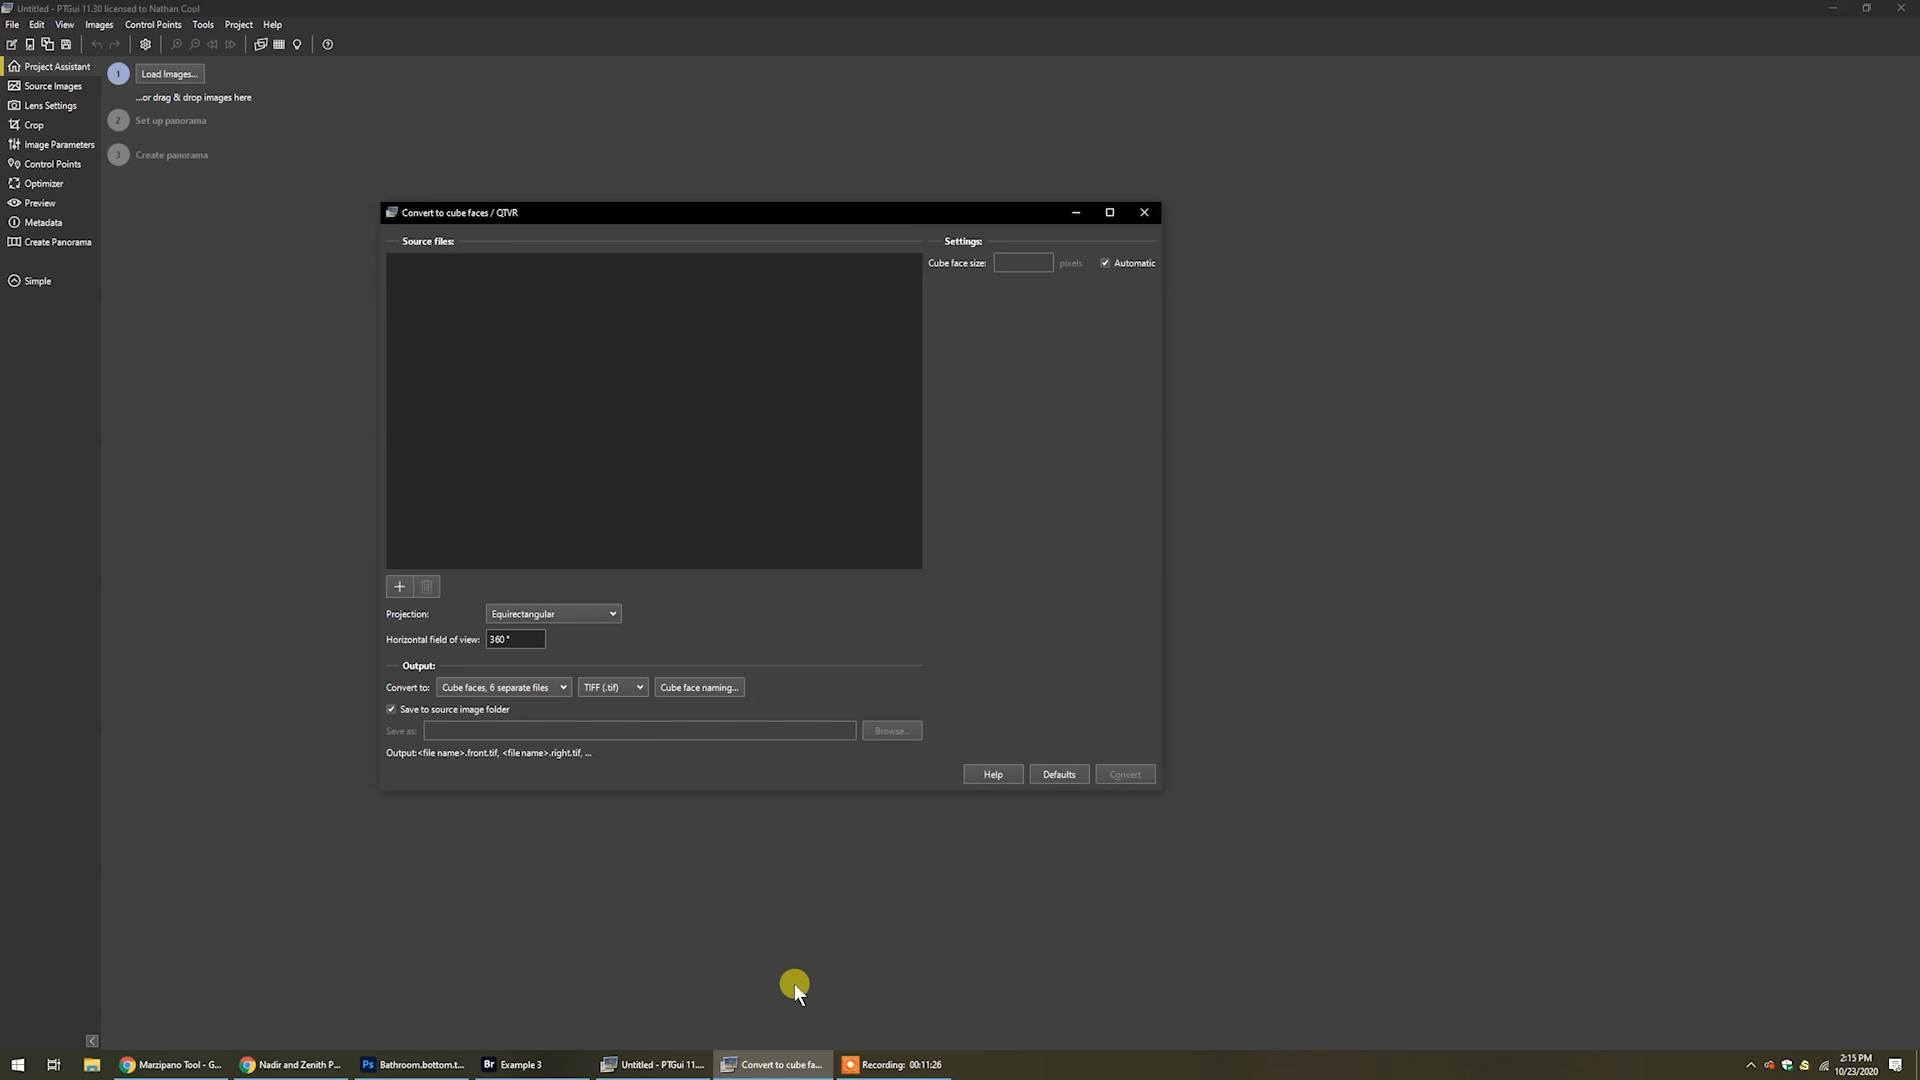 Untitled - PTGui 11.30 licensed to Nathan Cool
File Edit View Images Control Points Tools Project Help
Project Assistant
Source Images
Lens Settings
Crop
Image Parameters
Control Points
Optimizer
Preview
Metadata
Create Panorama
Simple
1 Load Images...
...or drag & drop images here
2 Set up panorama
3 Create panorama
Convert to cube faces / QTVR
Source files:
Settings:
Cube face size: pixels Automatic
Projection: Equirectangular
Horizontal field of view: 360°
Output:
Convert to: Cube faces, 6 separate files TIFF (.tif) Cube face naming...
Save to source image folder
Save as: Browse...
Output:<file name>.front.tif, <file name>.right.tif, ...
Help Defaults Convert
Marzipano Tool - G... Nadir and Zenith P... Ps Bathroom.bottom.t... Br Example 3 Untitled - PTGui 11.... Convert to cube fa... Recording: 00:11:26
2:15 PM
10/23/2020